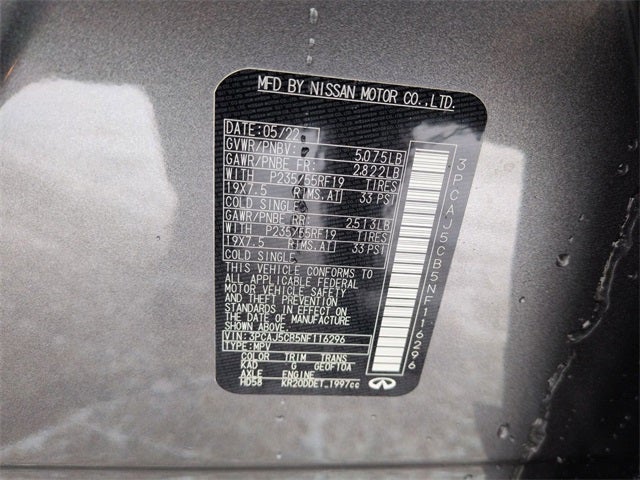 MFD BY NISSAN MOTOR CO.,LTD.
DATE:05/22
GVWR/PNBV: 5,075LB
GAWR/PNBE FR: 2,822LB
WITH P235/55RF19 TIRES
19X7.5 RIMS,AT 33 PSI
COLD SINGLE
GAWR/PNBE RR: 2,513LB
WITH P235/55RF19 TIRES
19X7.5 RIMS,AT 33 PSI
COLD SINGLE
THIS VEHICLE CONFORMS TO
ALL APPLICABLE FEDERAL
MOTOR VEHICLE SAFETY
AND THEFT PREVENTION
STANDARDS IN EFFECT ON
THE DATE OF MANUFACTURE
SHOWN ABOVE.
VIN: 3PCAJ5CB5NF116296
TYPE:MPV
COLOR TRIM TRANS
KAD G GEOF10A
AXLE ENGINE
HD58 KR20DDET_1997cc
3PCAJ5CB5NF116296